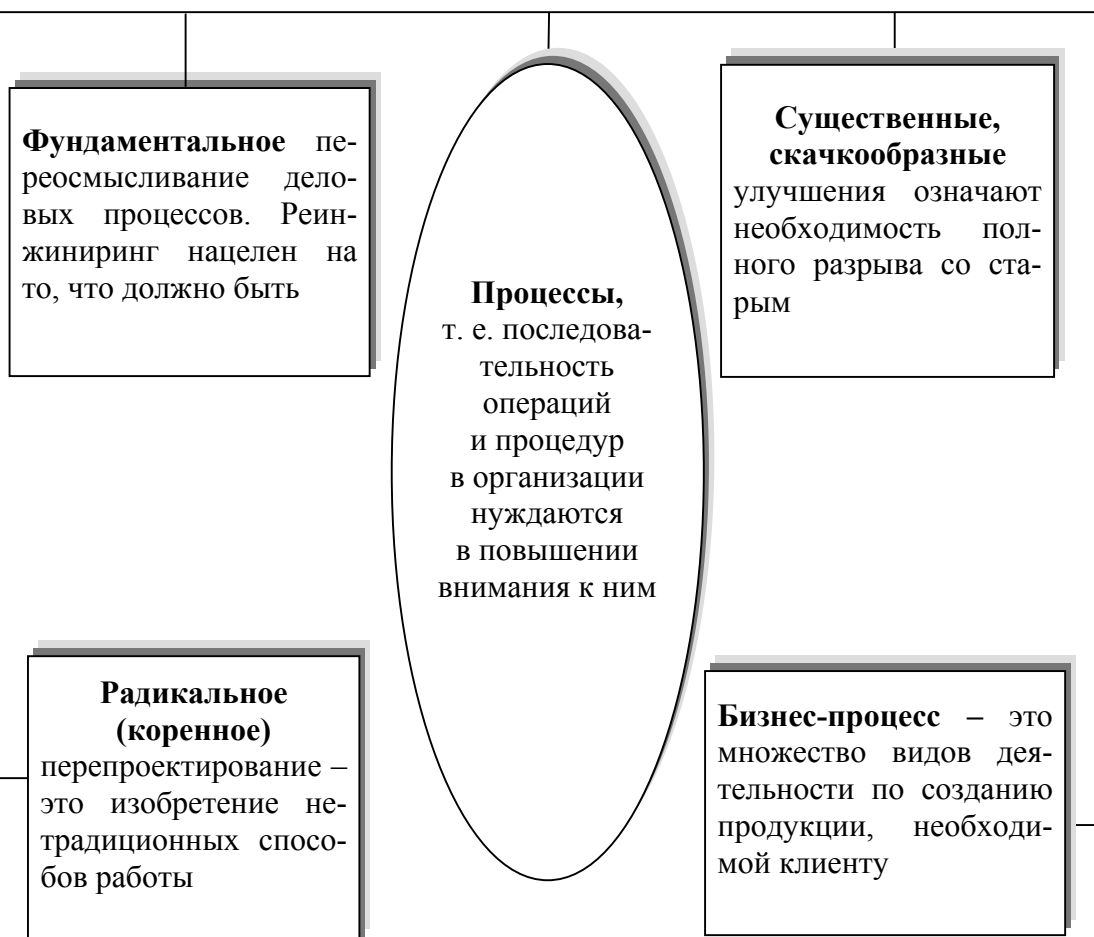 Фундаментальное пе-
реосмысливание дело-
вых процессов. Реин-
жиниринг нацелен на
то, что должно быть
Процессы,
т. е. последова-
тельность
операций
и процедур
в организации
нуждаются
в повышении
внимания к ним
Существенные,
скачкообразные
улучшения означают
необходимость пол-
ного разрыва со ста-
рым
Радикальное
(коренное)
перепроектирование –
это изобретение не-
традиционных спосо-
бов работы
Бизнес-процесс – это
множество видов дея-
тельности по созданию
продукции, необходи-
мой клиенту